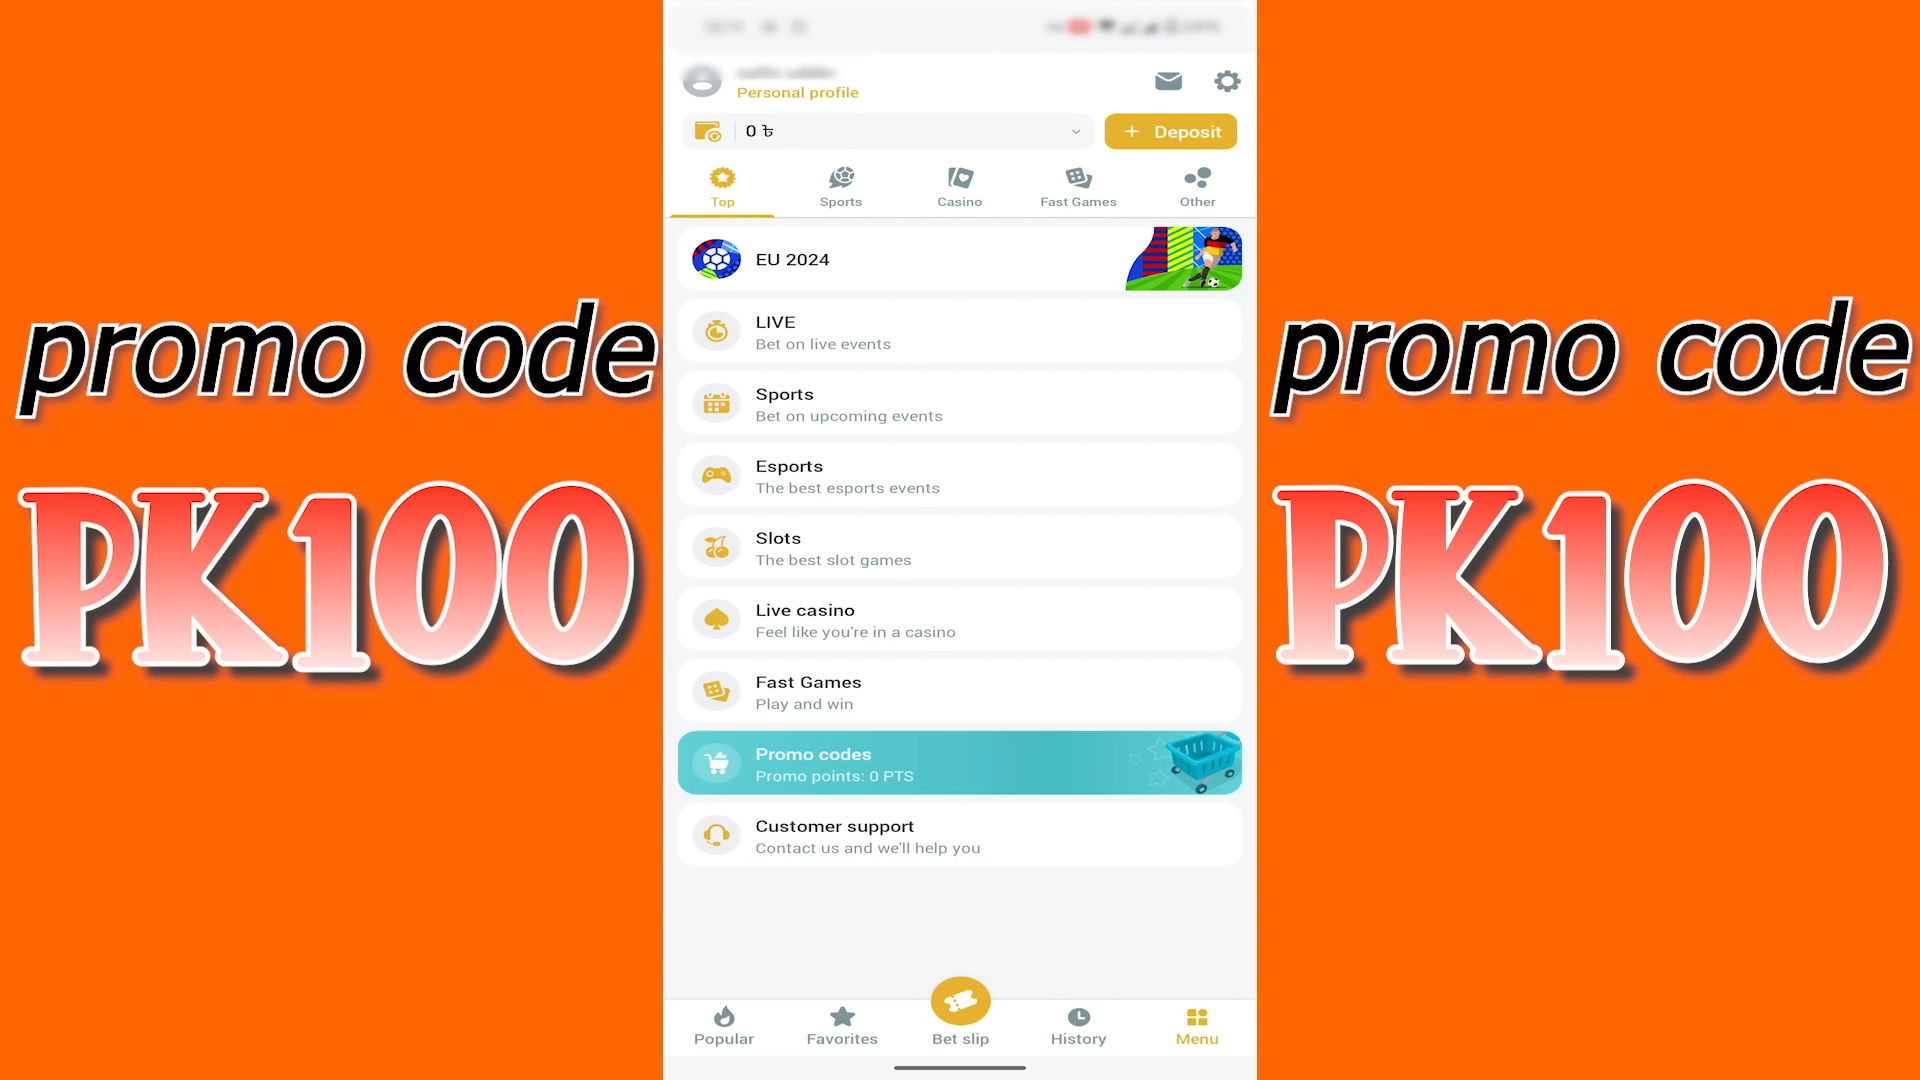 Personal profile
0 ৳
+ Deposit
Top
Sports
Casino
Fast Games
Other
EU 2024
LIVE
Bet on live events
Sports
Bet on upcoming events
Esports
The best esports events
Slots
The best slot games
Live casino
Feel like you're in a casino
Fast Games
Play and win
Promo codes
Promo points: 0 PTS
Customer support
Contact us and we'll help you
Popular
Favorites
Bet slip
History
Menu
promo code
PK100
promo code
PK100